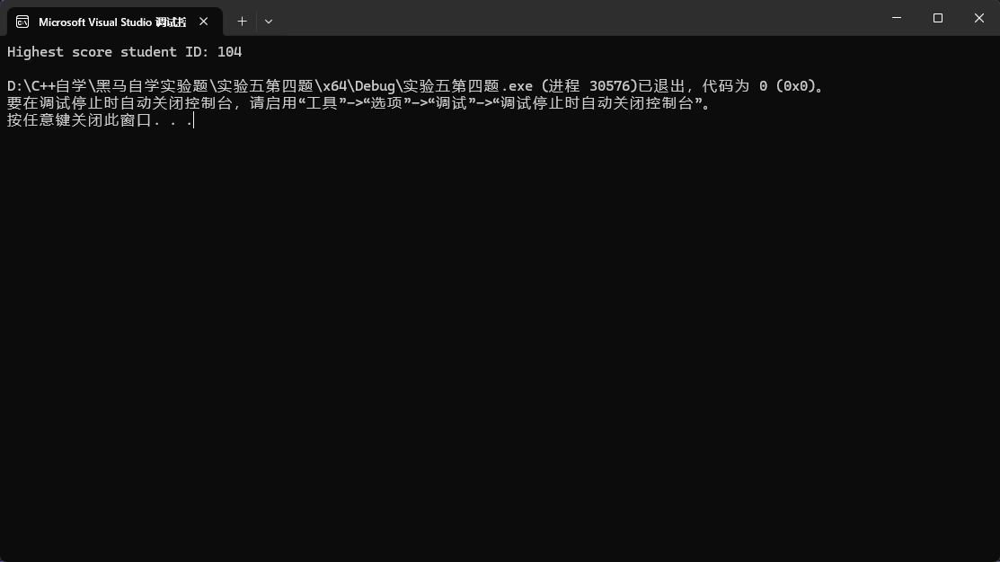 Microsoft Visual Studio 调试控
Highest score student ID: 104
D:\C++自学\黑马自学实验题\实验五第四题\x64\Debug\实验五第四题.exe (进程 30576)已退出，代码为 0 (0x0)。
要在调试停止时自动关闭控制台，请启用“工具”->“选项”->“调试”->“调试停止时自动关闭控制台”。
按任意键关闭此窗口. . .